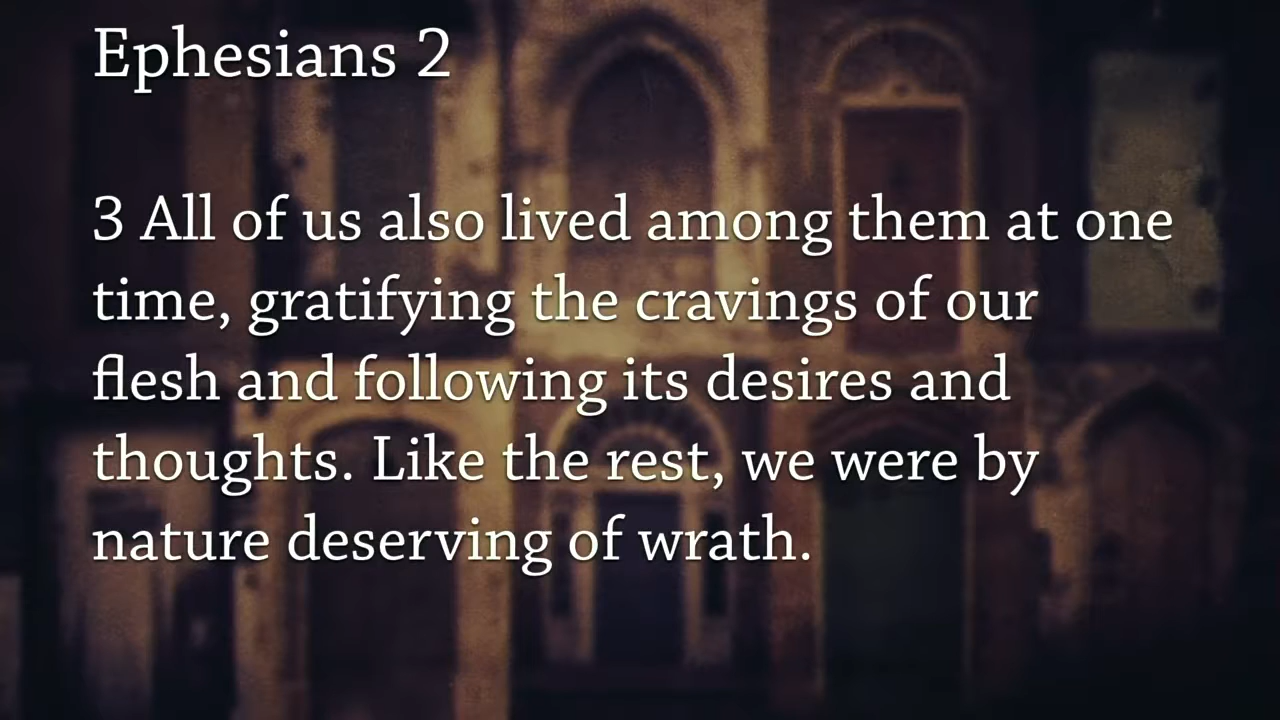 Ephesians 2
3 All of us also lived among them at one
time, gratifying the cravings of our
flesh and following its desires and
thoughts. Like the rest, we were by
nature deserving of wrath.